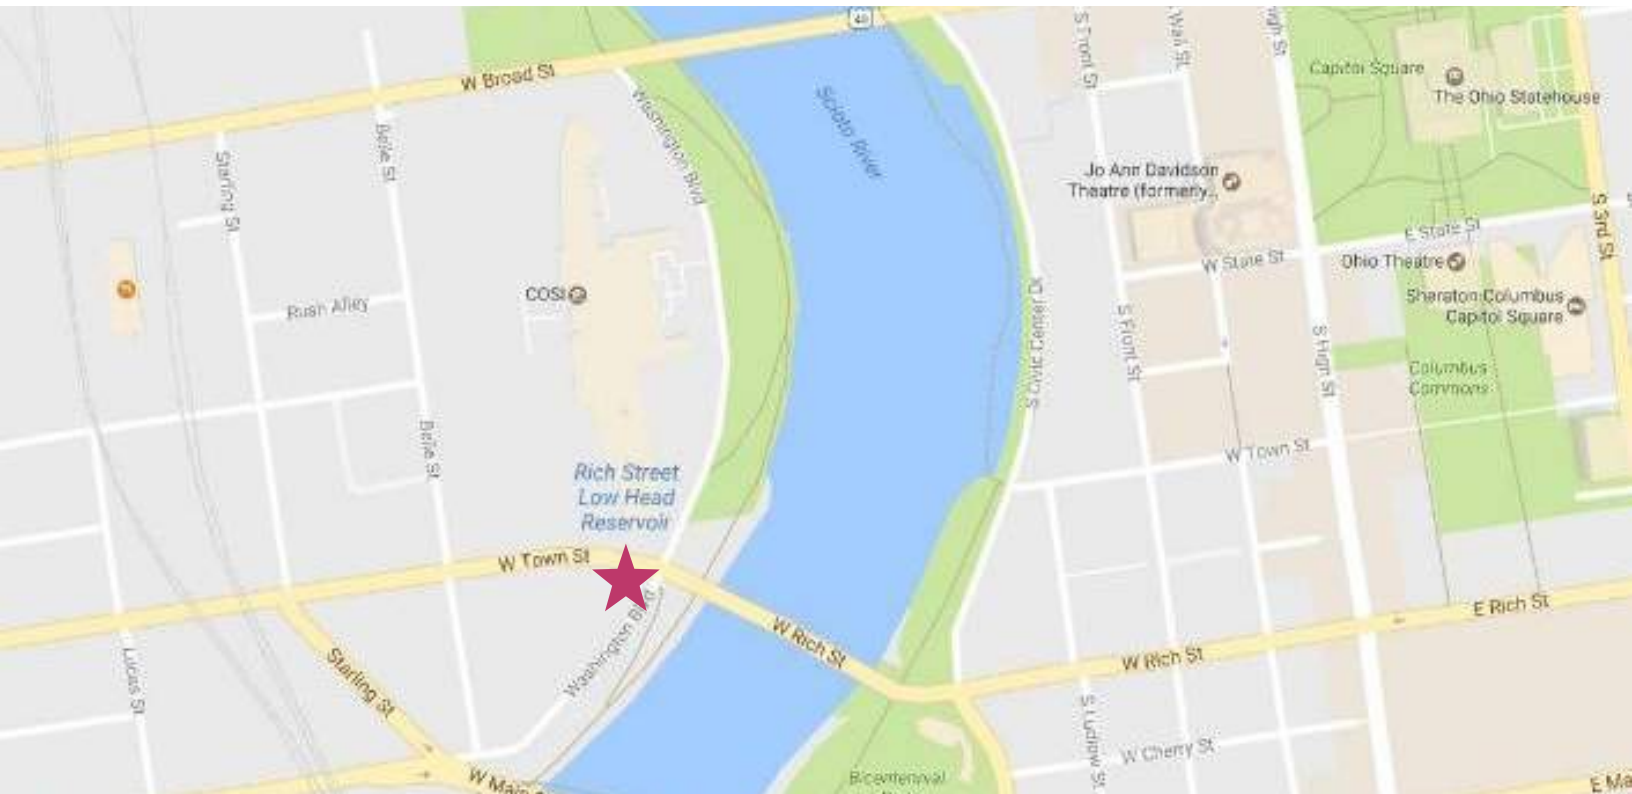 40
W Broad St
Washington Blvd
Scioto River
S Front St
S Wall St
High St
Capitol Square
The Ohio Statehouse
Belle St
Starling St
Jo Ann Davidson
Theatre (formerly...
S 3rd St
E State St
W State St
Ohio Theatre
COSI
Rush Alley
S Civic Center Dr
S Front St
S High St
Sheraton Columbus
Capitol Square
Columbus
Commons
Belle St
W Town St
Rich Street
Low Head
Reservoir
W Town St
Washington Blvd
W Rich St
E Rich St
W Rich St
Lucas St
Starling St
S Ludlow St
W Cherry St
W Main
Bicentennial
E Ma